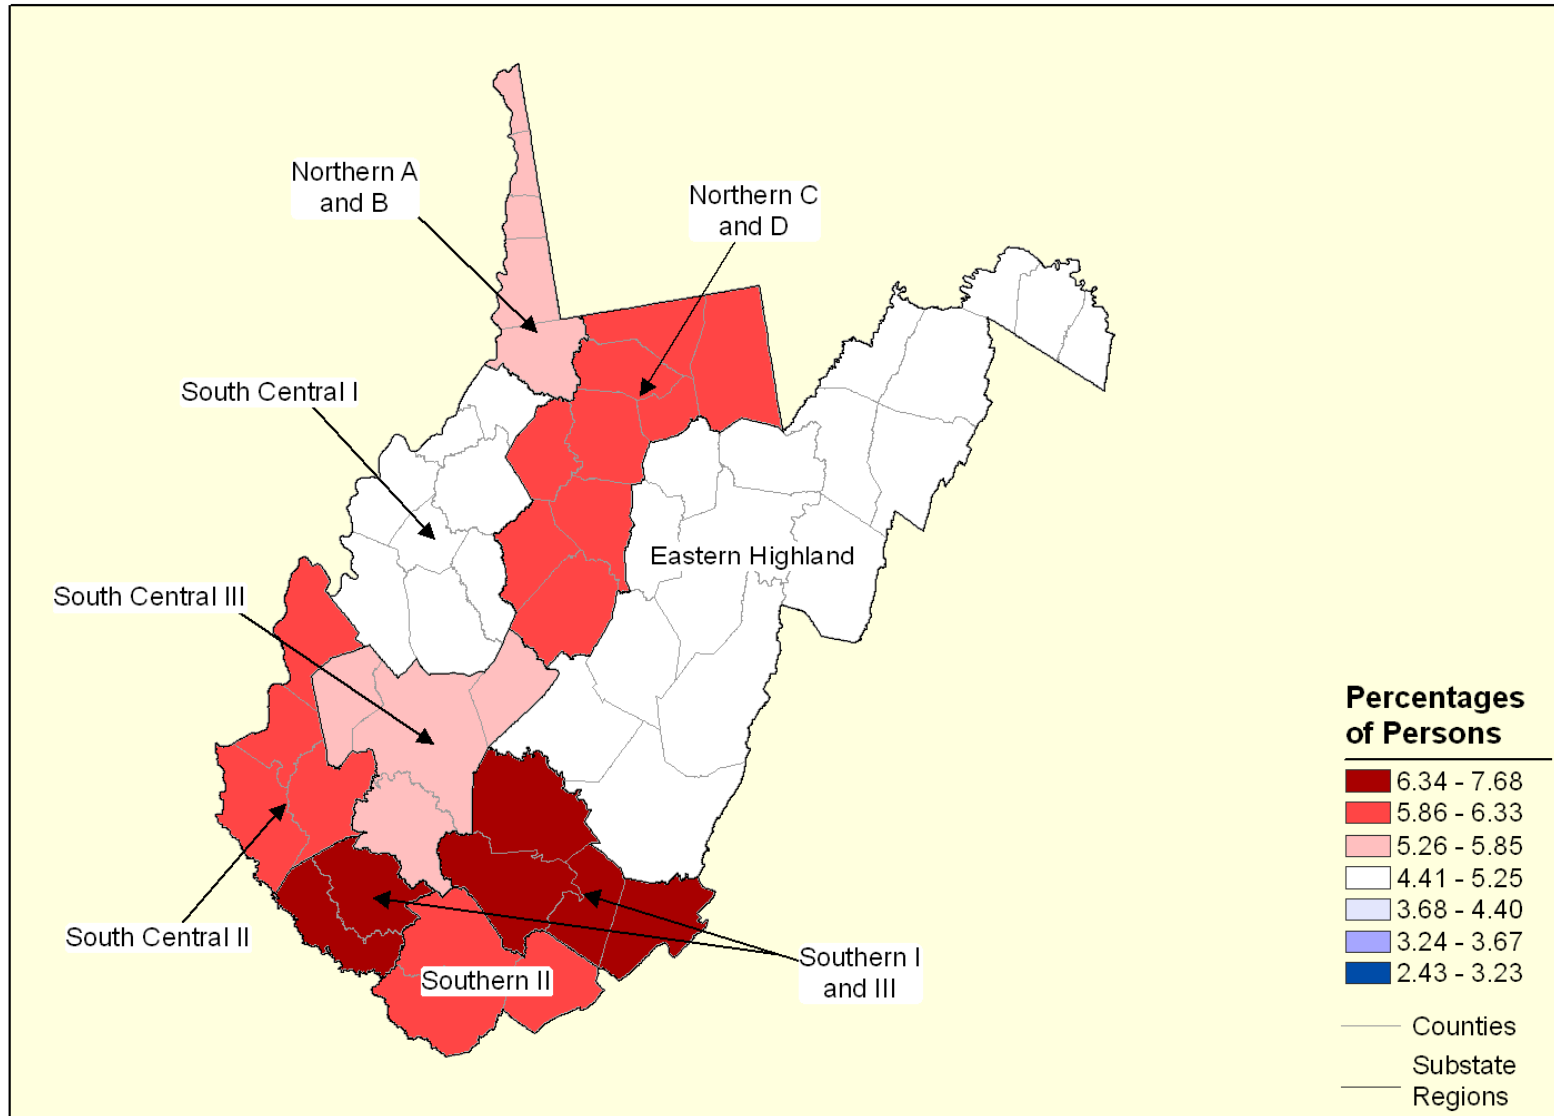 Northern A
and B
Northern C
and D
South Central I
Eastern Highland
South Central III
South Central II
Southern II
Southern I
and III
Percentages
of Persons
6.34 - 7.68
5.86 - 6.33
5.26 - 5.85
4.41 - 5.25
3.68 - 4.40
3.24 - 3.67
2.43 - 3.23
Counties
Substate
Regions